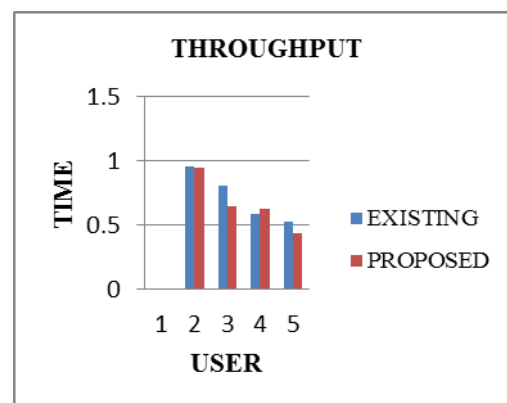 THROUGHPUT
1.5
1
0.5
0
TIME
1 2 3 4 5
USER
EXISTING
PROPOSED